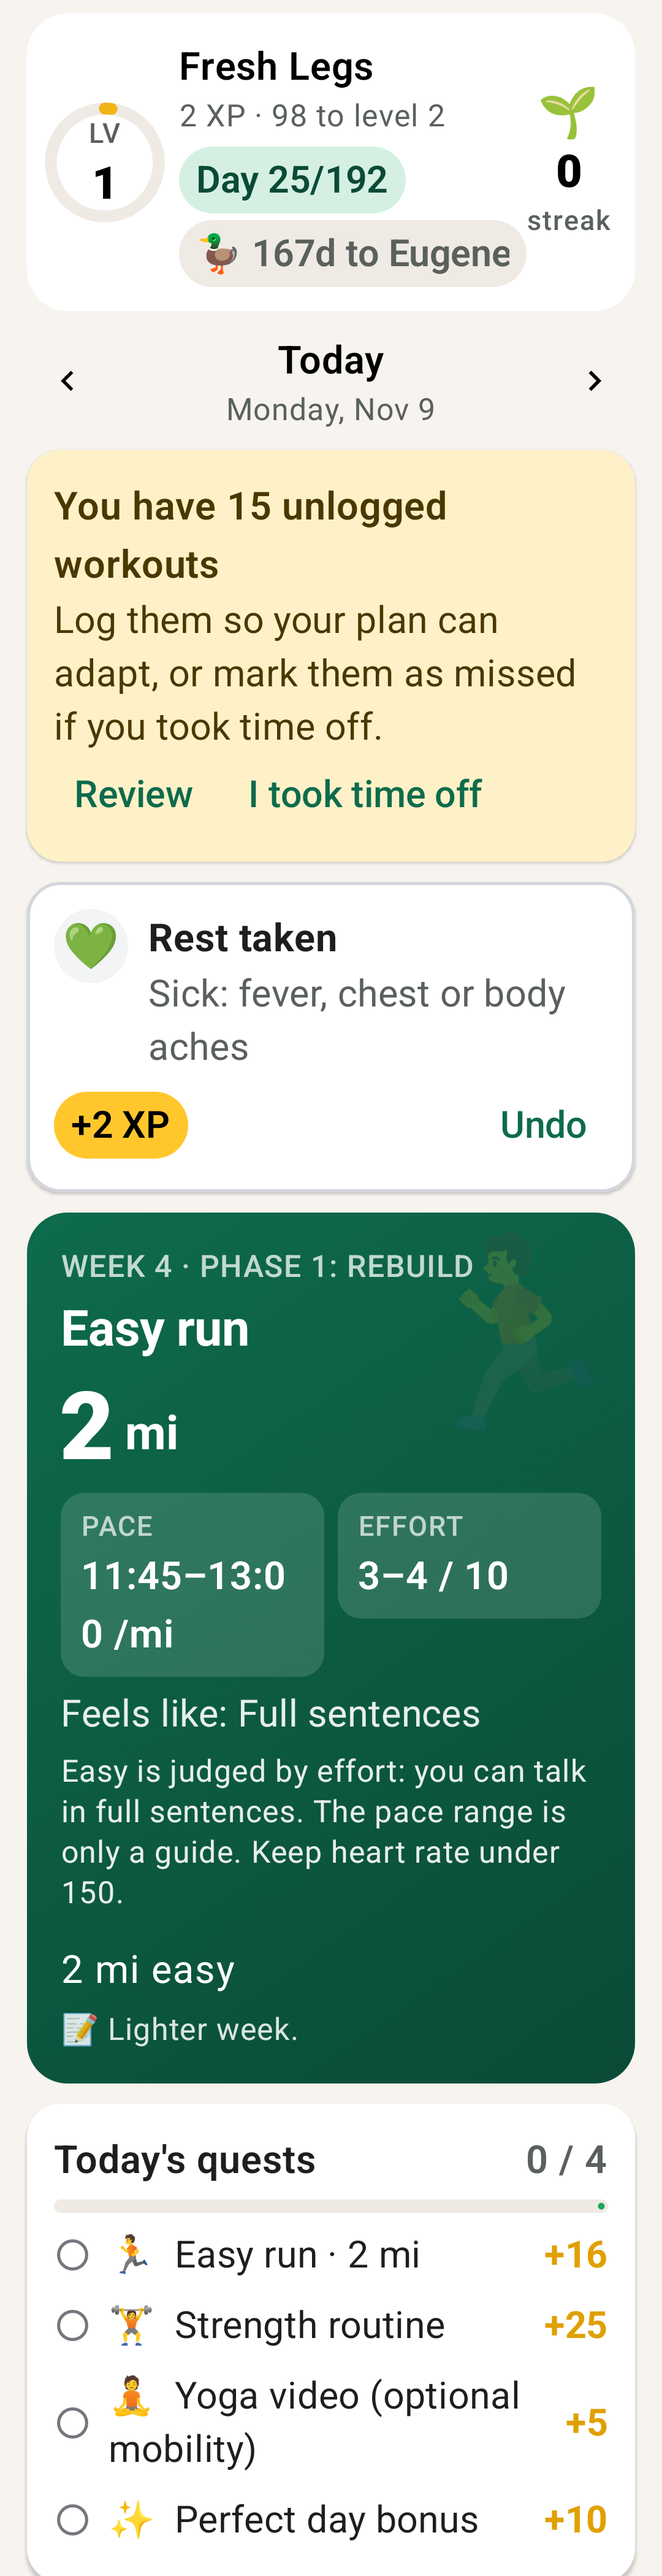 Fresh Legs
LV
1
2 XP · 98 to level 2
Day 25/192
🦆 167d to Eugene
🌱
0
streak
Today
Monday, Nov 9
You have 15 unlogged
workouts
Log them so your plan can
adapt, or mark them as missed
if you took time off.
Review
I took time off
💚 Rest taken
Sick: fever, chest or body
aches
+2 XP
Undo
WEEK 4 · PHASE 1: REBUILD
Easy run
2 mi
PACE
11:45–13:0
0 /mi
EFFORT
3–4 / 10
Feels like: Full sentences
Easy is judged by effort: you can talk
in full sentences. The pace range is
only a guide. Keep heart rate under
150.
2 mi easy
📝 Lighter week.
Today's quests 0 / 4
🏃 Easy run · 2 mi +16
🏋️ Strength routine +25
🧘 Yoga video (optional
mobility) +5
✨ Perfect day bonus +10